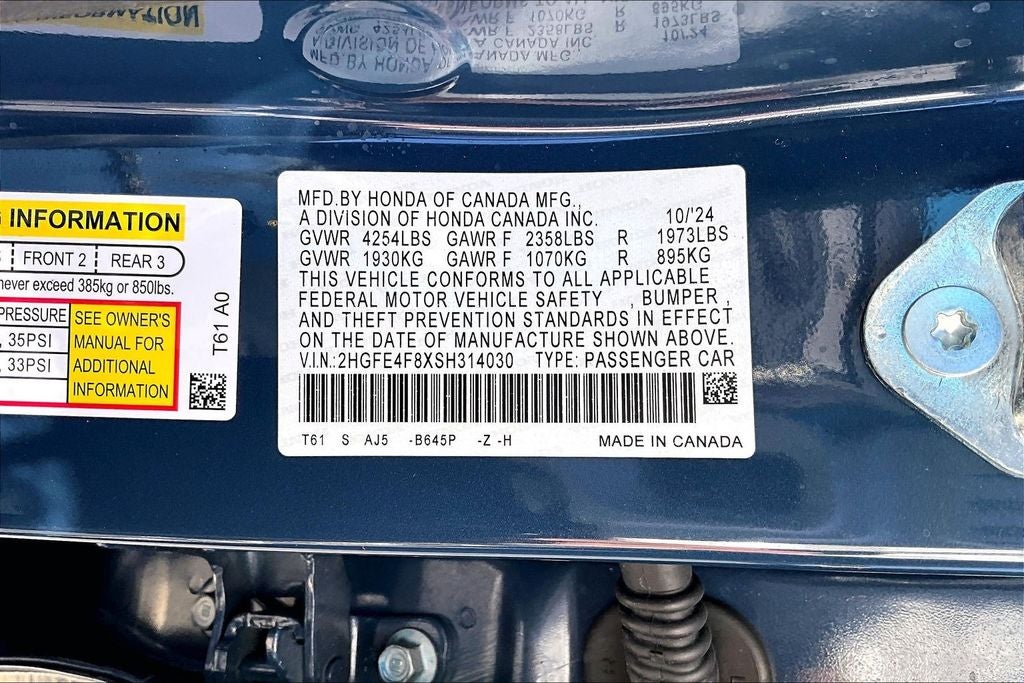 INFORMATION
FRONT 2 REAR 3
never exceed 385kg or 850lbs.
PRESSURE SEE OWNER'S
, 35PSI MANUAL FOR
, 33PSI ADDITIONAL
INFORMATION
T61 A0
MFD.BY HONDA OF CANADA MFG.,
A DIVISION OF HONDA CANADA INC. 10/'24
GVWR 4254LBS GAWR F 2358LBS R 1973LBS
GVWR 1930KG GAWR F 1070KG R 895KG
THIS VEHICLE CONFORMS TO ALL APPLICABLE
FEDERAL MOTOR VEHICLE SAFETY , BUMPER ,
AND THEFT PREVENTION STANDARDS IN EFFECT
ON THE DATE OF MANUFACTURE SHOWN ABOVE.
V.I.N.:2HGFE4F8XSH314030 TYPE: PASSENGER CAR
T61 S AJ5 -B645P -Z -H MADE IN CANADA